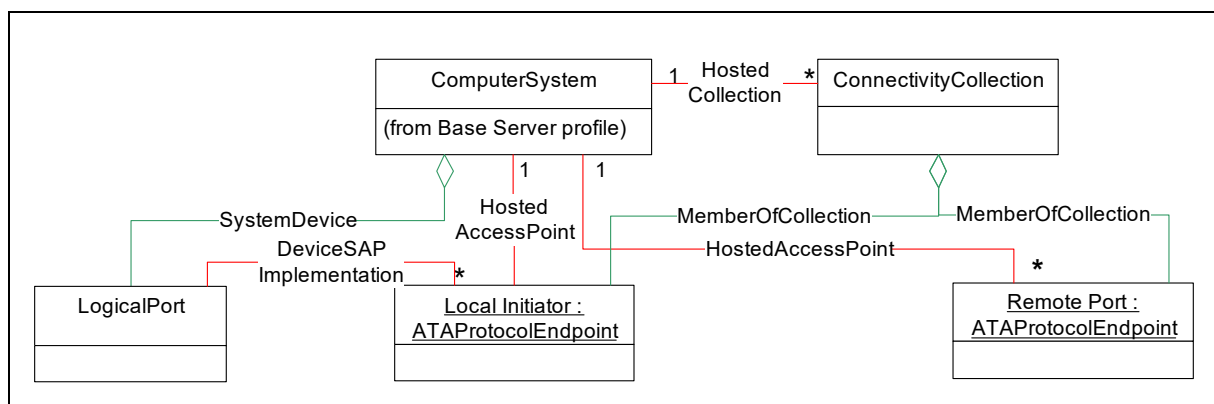 ComputerSystem
(from Base Server profile)
1
Hosted
Collection
*
ConnectivityCollection
1
1
SystemDevice
Hosted
AccessPoint
MemberOfCollection
MemberOfCollection
DeviceSAP
Implementation
*
HostedAccessPoint
*
LogicalPort
Local Initiator :
ATAProtocolEndpoint
Remote Port :
ATAProtocolEndpoint